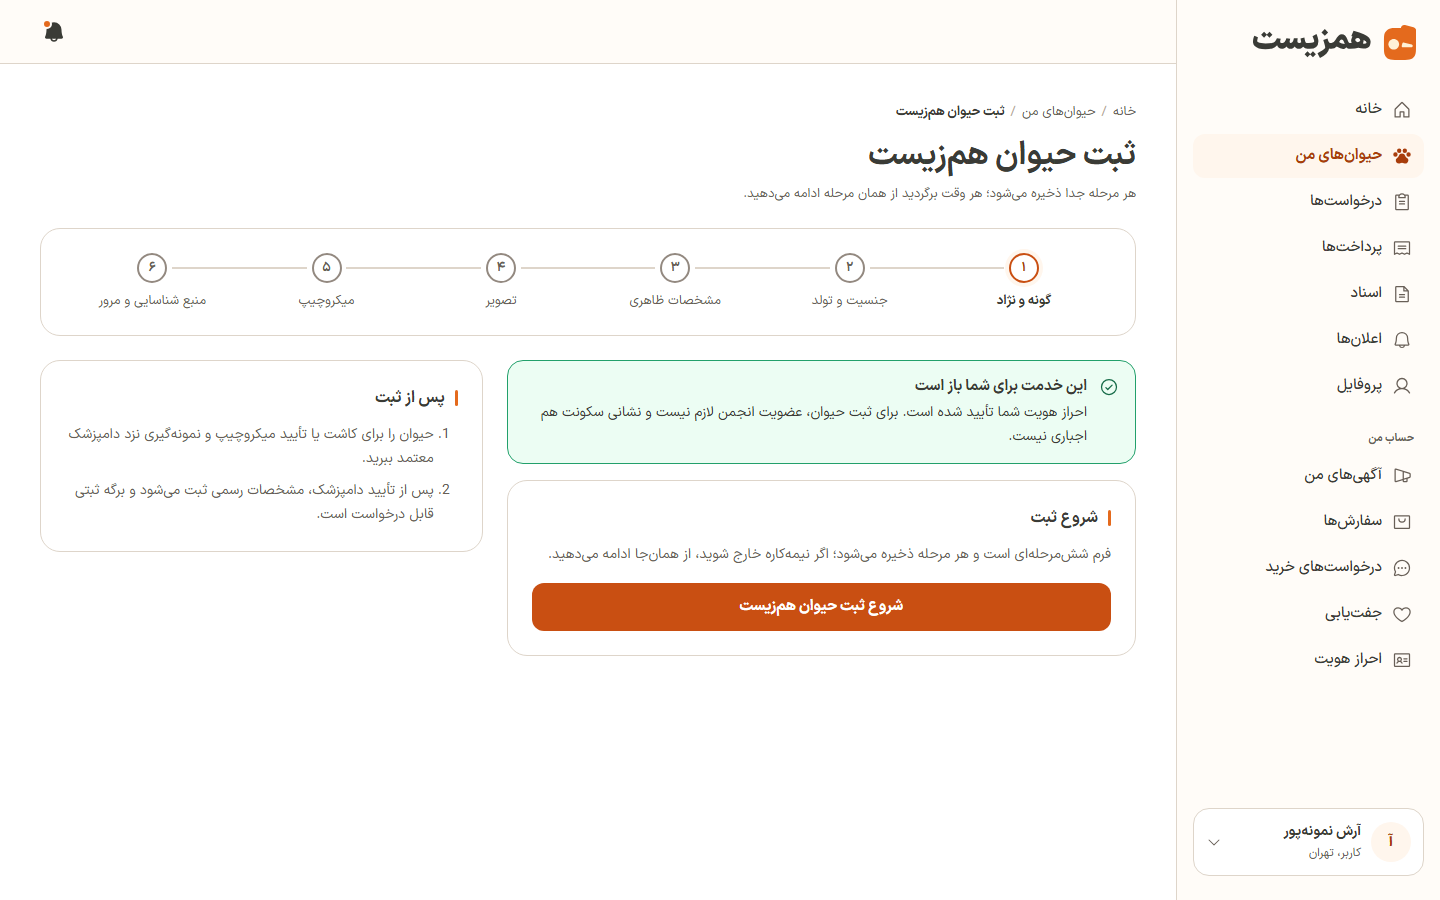 همزیست
خانه
حیوان‌های من
درخواست‌ها
پرداخت‌ها
اسناد
اعلان‌ها
پروفایل
حساب من
آگهی‌های من
سفارش‌ها
درخواست‌های خرید
جفت‌یابی
احراز هویت
آ
آرش نمونه‌پور
کاربر، تهران
خانه / حیوان‌های من / ثبت حیوان هم‌زیست
ثبت حیوان هم‌زیست
هر مرحله جدا ذخیره می‌شود؛ هر وقت برگردید از همان مرحله ادامه می‌دهید.
۱ ۲ ۳ ۴ ۵ ۶
گونه و نژاد جنسیت و تولد مشخصات ظاهری تصویر میکروچیپ منبع شناسایی و مرور
این خدمت برای شما باز است
احراز هویت شما تأیید شده است. برای ثبت حیوان، عضویت انجمن لازم نیست و نشانی سکونت هم
اجباری نیست.
شروع ثبت
فرم شش‌مرحله‌ای است و هر مرحله ذخیره می‌شود؛ اگر نیمه‌کاره خارج شوید، از همان‌جا ادامه می‌دهید.
شروع ثبت حیوان هم‌زیست
پس از ثبت
1. حیوان را برای کاشت یا تأیید میکروچیپ و نمونه‌گیری نزد دامپزشک
معتمد ببرید.
2. پس از تأیید دامپزشک، مشخصات رسمی ثبت می‌شود و برگه ثبتی
قابل درخواست است.